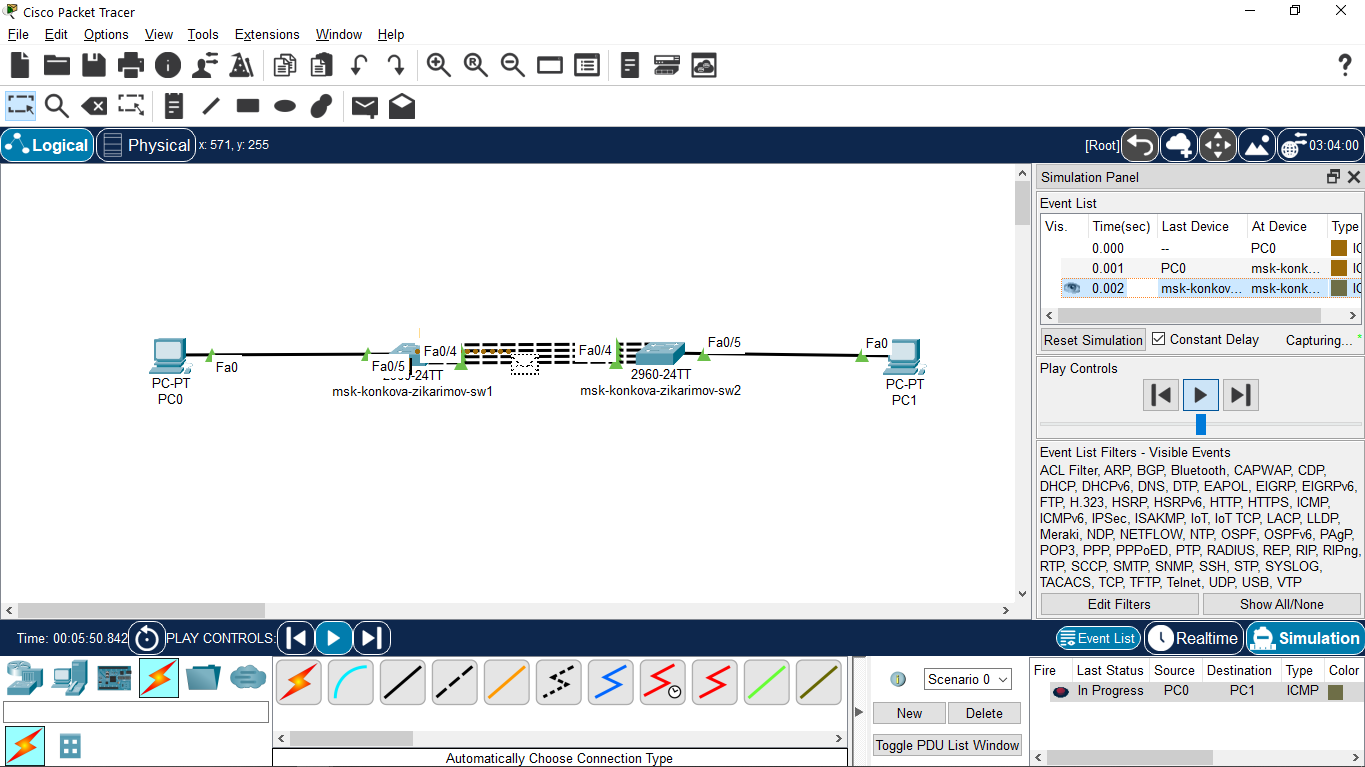 Cisco Packet Tracer
File Edit Options View Tools Extensions Window Help
Logical Physical x: 571, y: 255 [Root] 03:04:00
Simulation Panel
Event List
Vis. Time(sec) Last Device At Device Type
0.000 -- PC0 IC
0.001 PC0 msk-konk... IC
0.002 msk-konkov... msk-konk... IC
Reset Simulation Constant Delay Capturing...
Play Controls
Event List Filters - Visible Events
ACL Filter, ARP, BGP, Bluetooth, CAPWAP, CDP,
DHCP, DHCPv6, DNS, DTP, EAPOL, EIGRP, EIGRPv6,
FTP, H.323, HSRP, HSRPv6, HTTP, HTTPS, ICMP,
ICMPv6, IPSec, ISAKMP, IoT, IoT TCP, LACP, LLDP,
Meraki, NDP, NETFLOW, NTP, OSPF, OSPFv6, PAgP,
POP3, PPP, PPPoED, PTP, RADIUS, REP, RIP, RIPng,
RTP, SCCP, SMTP, SNMP, SSH, STP, SYSLOG,
TACACS, TCP, TFTP, Telnet, UDP, USB, VTP
Edit Filters Show All/None
Fa0/4 Fa0/4 Fa0/5 Fa0
Fa0 Fa0/5
PC-PT
PC0
2960-24TT
msk-konkova-zikarimov-sw1
2960-24TT
msk-konkova-zikarimov-sw2
PC-PT
PC1
Time: 00:05:50.842 PLAY CONTROLS: Event List Realtime Simulation
Automatically Choose Connection Type
Scenario 0
New Delete
Toggle PDU List Window
Fire Last Status Source Destination Type Color
In Progress PC0 PC1 ICMP